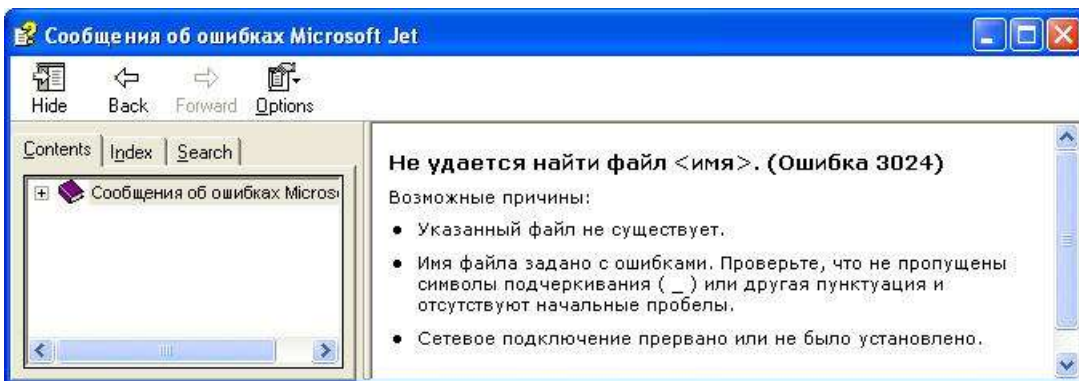 Сообщения об ошибках Microsoft Jet
Hide Back Forward Options
Contents Index Search
Сообщения об ошибках
Не удается найти файл <имя>. (Ошибка 3024)
Возможные причины:
• Указанный файл не существует.
• Имя файла задано с ошибками. Проверьте, что не пропущены
символы подчеркивания ( _ ) или другая пунктуация и
отсутствуют начальные пробелы.
• Сетевое подключение прервано или не было установлено.